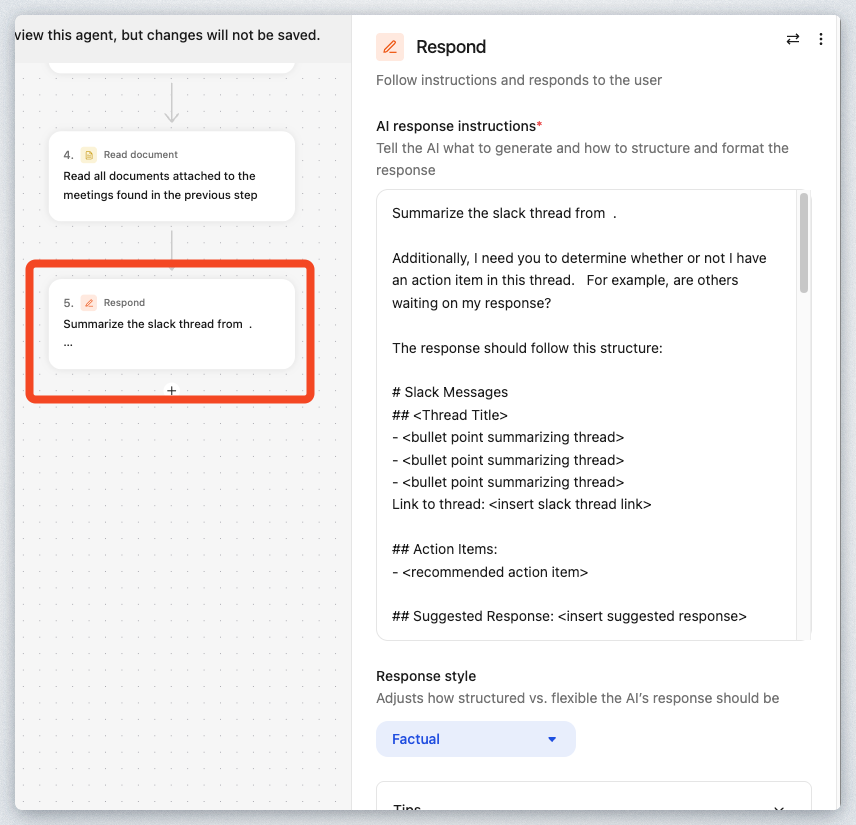 view this agent, but changes will not be saved.
4. Read document
Read all documents attached to the
meetings found in the previous step
5. Respond
Summarize the slack thread from  .
...
+
Respond
Follow instructions and responds to the user
AI response instructions*
Tell the AI what to generate and how to structure and format the
response
Summarize the slack thread from  .
Additionally, I need you to determine whether or not I have
an action item in this thread.   For example, are others
waiting on my response?
The response should follow this structure:
# Slack Messages
## <Thread Title>
- <bullet point summarizing thread>
- <bullet point summarizing thread>
- <bullet point summarizing thread>
Link to thread: <insert slack thread link>
## Action Items:
- <recommended action item>
## Suggested Response: <insert suggested response>
Response style
Adjusts how structured vs. flexible the AI's response should be
Factual
Tips